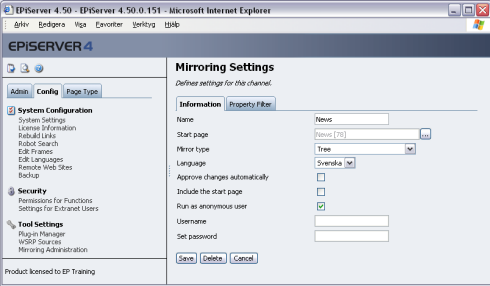 EPiServer 4.50 - EPiServer 4.50.0.151 - Microsoft Internet Explorer
Arkiv Redigera Visa Favoriter Verktyg Hjälp
EPiSERVER 4
Admin Config Page Type
System Configuration
System Settings
License Information
Rebuild Links
Robot Search
Edit Frames
Edit Languages
Remote Web Sites
Backup
Security
Permissions for Functions
Settings for Extranet Users
Tool Settings
Plug-in Manager
WSRP Sources
Mirroring Administration
Product licensed to EP Training
Mirroring Settings
Defines settings for this channel.
Information Property Filter
Name News
Start page News [78] ...
Mirror type Tree
Language Svenska
Approve changes automatically
Include the start page
Run as anonymous user
Username
Set password
Save Delete Cancel